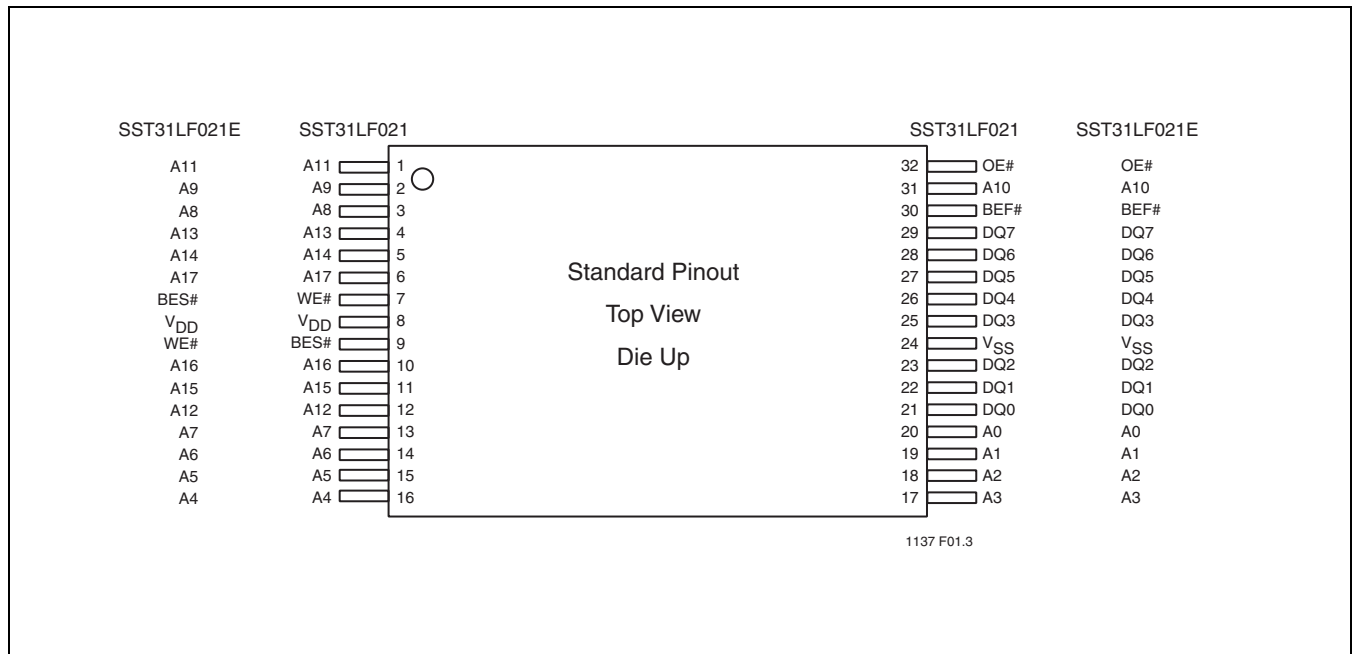 SST31LF021E SST31LF021 SST31LF021 SST31LF021E
A11 A11 1 32 OE# OE#
A9 A9 2 31 A10 A10
A8 A8 3 30 BEF# BEF#
A13 A13 4 29 DQ7 DQ7
A14 A14 5 28 DQ6 DQ6
A17 A17 6 27 DQ5 DQ5
BES# WE# 7 26 DQ4 DQ4
VDD VDD 8 25 DQ3 DQ3
WE# BES# 9 24 VSS VSS
A16 A16 10 23 DQ2 DQ2
A15 A15 11 22 DQ1 DQ1
A12 A12 12 21 DQ0 DQ0
A7 A7 13 20 A0 A0
A6 A6 14 19 A1 A1
A5 A5 15 18 A2 A2
A4 A4 16 17 A3 A3
Standard Pinout
Top View
Die Up
1137 F01.3